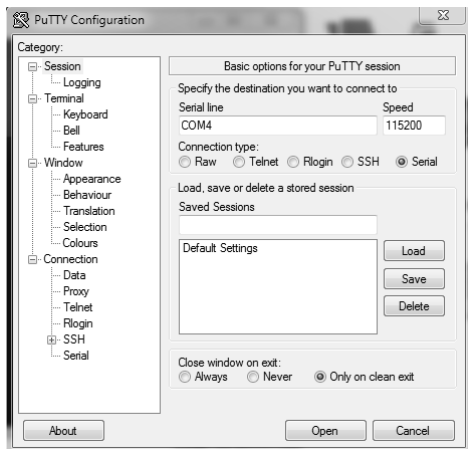 PuTTY Configuration
Category:
Session
Logging
Terminal
Keyboard
Bell
Features
Window
Appearance
Behaviour
Translation
Selection
Colours
Connection
Data
Proxy
Telnet
Rlogin
SSH
Serial
Basic options for your PuTTY session
Specify the destination you want to connect to
Serial line Speed
COM4 115200
Connection type:
Raw Telnet Rlogin SSH Serial
Load, save or delete a stored session
Saved Sessions
Default Settings
Load
Save
Delete
Close window on exit:
Always Never Only on clean exit
About Open Cancel